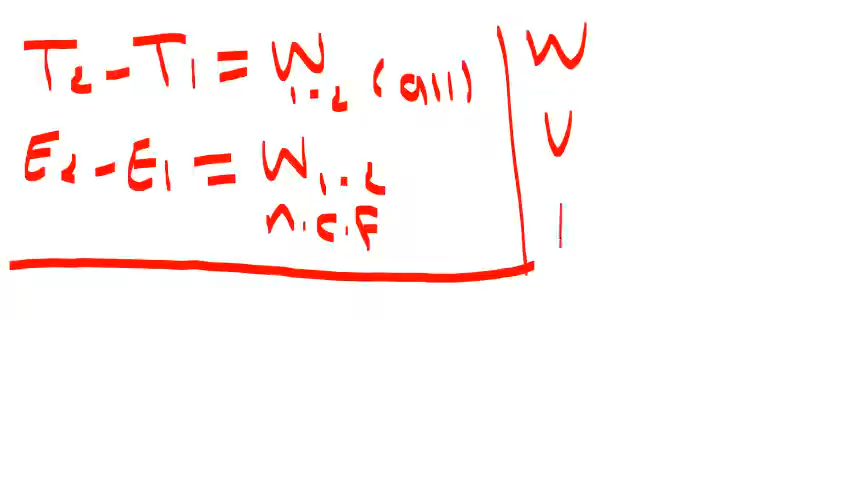 T2 - T1 = W1-2 (all)
E2 - E1 = W1-2
n.c.f
W
U